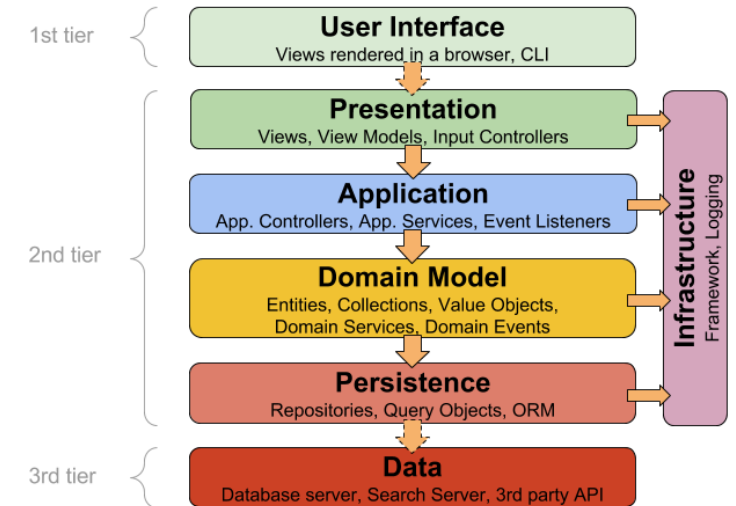 1st tier
User Interface
Views rendered in a browser, CLI
2nd tier
Presentation
Views, View Models, Input Controllers
Application
App. Controllers, App. Services, Event Listeners
Domain Model
Entities, Collections, Value Objects,
Domain Services, Domain Events
Persistence
Repositories, Query Objects, ORM
Infrastructure
Framework, Logging
3rd tier
Data
Database server, Search Server, 3rd party API